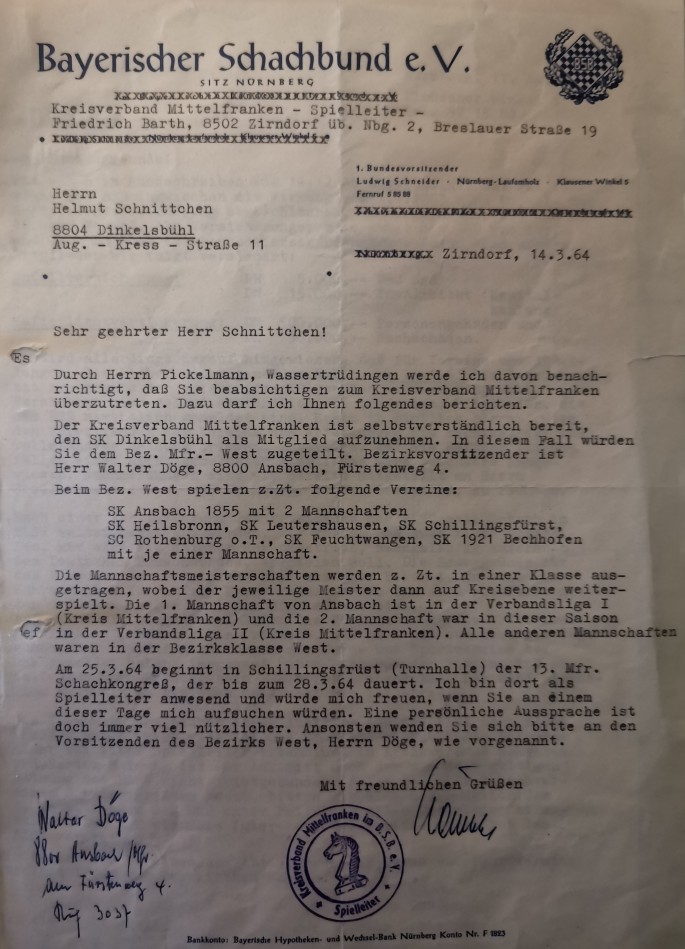 Bayerischer Schachbund e.V.
SITZ NÜRNBERG
BSB
Kreisverband Mittelfranken - Spielleiter -
Friedrich Barth, 8502 Zirndorf üb. Nbg. 2, Breslauer Straße 19
1. Bundesvorsitzender
Ludwig Schneider · Nürnberg-Laufamholz · Klausener Winkel 5
Fernruf
Herrn
Helmut Schnittchen
8804 Dinkelsbühl
Aug. - Kress - Straße 11
Zirndorf, 14.3.64
Sehr geehrter Herr Schnittchen!
Es
Durch Herrn Pickelmann, Wassertrüdingen werde ich davon benach-
richtigt, daß Sie beabsichtigen zum Kreisverband Mittelfranken
überzutreten. Dazu darf ich Ihnen folgendes berichten.
Der Kreisverband Mittelfranken ist selbstverständlich bereit,
den SK Dinkelsbühl als Mitglied aufzunehmen. In diesem Fall würden
Sie dem Bez. Mfr.- West zugeteilt. Bezirksvorsitzender ist
Herr Walter Döge, 8800 Ansbach, Fürstenweg 4.
Beim Bez. West spielen z.Zt. folgende Vereine:
SK Ansbach 1855 mit 2 Mannschaften
SK Heilsbronn, SK Leutershausen, SK Schillingsfürst,
SC Rothenburg o.T., SK Feuchtwangen, SK 1921 Bechhofen
mit je einer Mannschaft.
Die Mannschaftsmeisterschaften werden z. Zt. in einer Klasse aus-
getragen, wobei der jeweilige Meister dann auf Kreisebene weiter-
spielt. Die 1. Mannschaft von Ansbach ist in der Verbandsliga I
(Kreis Mittelfranken) und die 2. Mannschaft war in dieser Saison
ef in der Verbandsliga II (Kreis Mittelfranken). Alle anderen Mannschaften
waren in der Bezirksklasse West.
Am 25.3.64 beginnt in Schillingsfrüst (Turnhalle) der 13. Mfr.
Schachkongreß, der bis zum 28.3.64 dauert. Ich bin dort als
Spielleiter anwesend und würde mich freuen, wenn Sie an einem
dieser Tage mich aufsuchen würden. Eine persönliche Aussprache ist
doch immer viel nützlicher. Ansonsten wenden Sie sich bitte an den
Vorsitzenden des Bezirks West, Herrn Döge, wie vorgenannt.
Mit freundlichen Grüßen
Walter Döge
8800 Ansbach/Mfr.
am Fürstenweg 4.
3037
Kreisverband Mittelfranken im B.S.B. e.V.
Spielleiter
Bankkonto: Bayerische Hypotheken- und Wechsel-Bank Nürnberg Konto Nr. F 1823